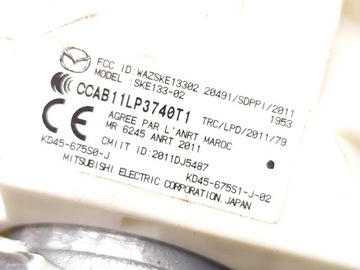 FCC ID:WAZSKE13302 20491/SDPPI/2011
MODEL:SKE133-02 1953
CCAB11LP3740T1 TRC/LPD/2011/79
AGREE PAR L'ANRT MAROC
MR 6245 ANRT 2011
CMIIT ID:2011DJ5487
KD45-675S0-J KD45-675S1-J-02
MITSUBISHI ELECTRIC CORPORATION.JAPAN